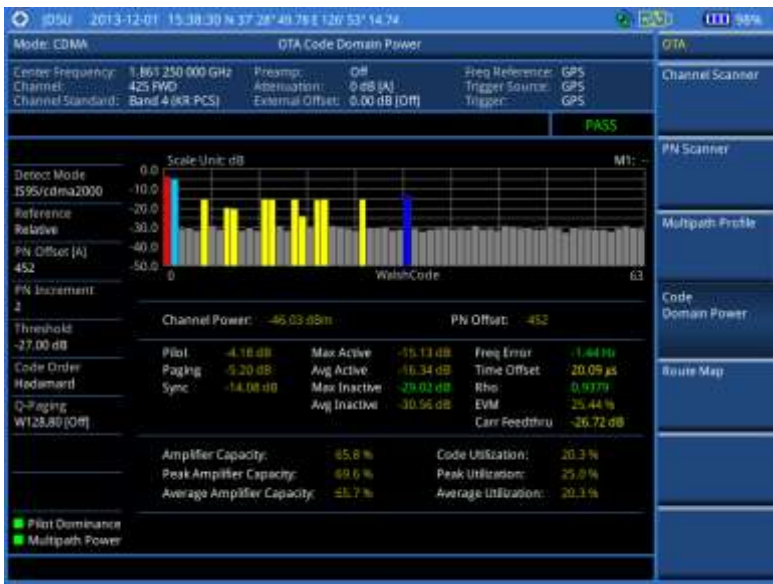 JDSU 2013-12-01 15:38:30 N 37° 28' 49.78 E 126° 53' 14.74 98%
Mode: CDMA OTA Code Domain Power OTA
Center Frequency: 1.861 250 000 GHz Preamp: Off Freq Reference: GPS
Channel: 425 FWD Attenuation: 0 dB [A] Trigger Source: GPS
Channel Standard: Band 4 (KR PCS) External Offset: 0.00 dB [Off] Trigger: GPS
PASS
Channel Scanner
PN Scanner
Multipath Profile
Code
Domain Power
Route Map
Detect Mode
IS95/cdma2000
Reference
Relative
PN Offset [A]
452
PN Increment
2
Threshold
-27.00 dB
Code Order
Hadamard
Q-Paging
W128,80 [Off]
Pilot Dominance
Multipath Power
Scale Unit: dB M1: --
0.0
-10.0
-20.0
-30.0
-40.0
-50.0
0 WalshCode 63
Channel Power: -46.03 dBm PN Offset: 452
Pilot -4.18 dB Max Active -15.13 dB Freq Error -1.44 Hz
Paging -5.20 dB Avg Active -16.34 dB Time Offset 20.09 µs
Sync -14.08 dB Max Inactive -29.02 dB Rho 0.9379
Avg Inactive -30.56 dB EVM 25.44 %
Carr Feedthru -26.72 dB
Amplifier Capacity: 65.8 % Code Utilization: 20.3 %
Peak Amplifier Capacity: 69.6 % Peak Utilization: 25.0 %
Average Amplifier Capacity: 65.7 % Average Utilization: 20.3 %